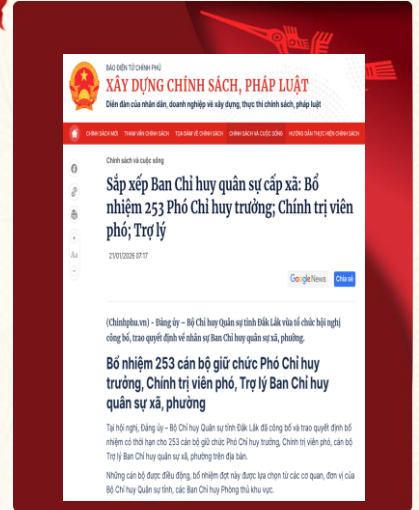 BÁO ĐIỆN TỬ CHÍNH PHỦ
XÂY DỰNG CHÍNH SÁCH, PHÁP LUẬT
Diễn đàn của nhân dân, doanh nghiệp về xây dựng, thực thi chính sách, pháp luật
CHÍNH SÁCH MỚI THAM VẤN CHÍNH SÁCH TỌA ĐÀM VỀ CHÍNH SÁCH CHÍNH SÁCH VÀ CUỘC SỐNG HƯỚNG DẪN THỰC HIỆN CHÍNH SÁCH
Chính sách và cuộc sống
Sắp xếp Ban Chỉ huy quân sự cấp xã: Bổ
nhiệm 253 Phó Chỉ huy trưởng; Chính trị viên
phó; Trợ lý
Aa
21/01/2026 07:17
Google News Chia sẻ
(Chinhphu.vn) - Đảng ủy – Bộ Chỉ huy Quân sự tỉnh Đắk Lắk vừa tổ chức hội nghị
công bố, trao quyết định về nhân sự Ban Chỉ huy quân sự xã, phường.
Bổ nhiệm 253 cán bộ giữ chức Phó Chỉ huy
trưởng, Chính trị viên phó, Trợ lý Ban Chỉ huy
quân sự xã, phường
Tại hội nghị, Đảng ủy – Bộ Chỉ huy Quân sự tỉnh Đắk Lắk đã công bố và trao quyết định bổ
nhiệm có thời hạn cho 253 cán bộ giữ chức Phó Chỉ huy trưởng, Chính trị viên phó, cán bộ
Trợ lý Ban Chỉ huy quân sự xã, phường trên địa bàn.
Những cán bộ được điều động, bổ nhiệm đợt này được lựa chọn từ các cơ quan, đơn vị của
Bộ Chỉ huy Quân sự tỉnh, các Ban Chỉ huy Phòng thủ khu vực.